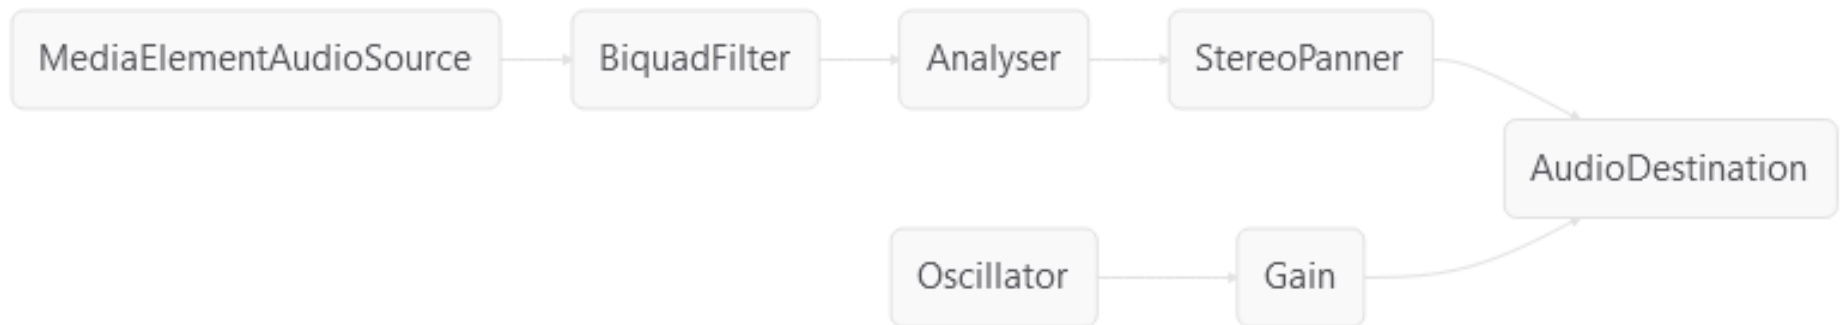 MediaElementAudioSource
BiquadFilter
Analyser
StereoPanner
AudioDestination
Oscillator
Gain